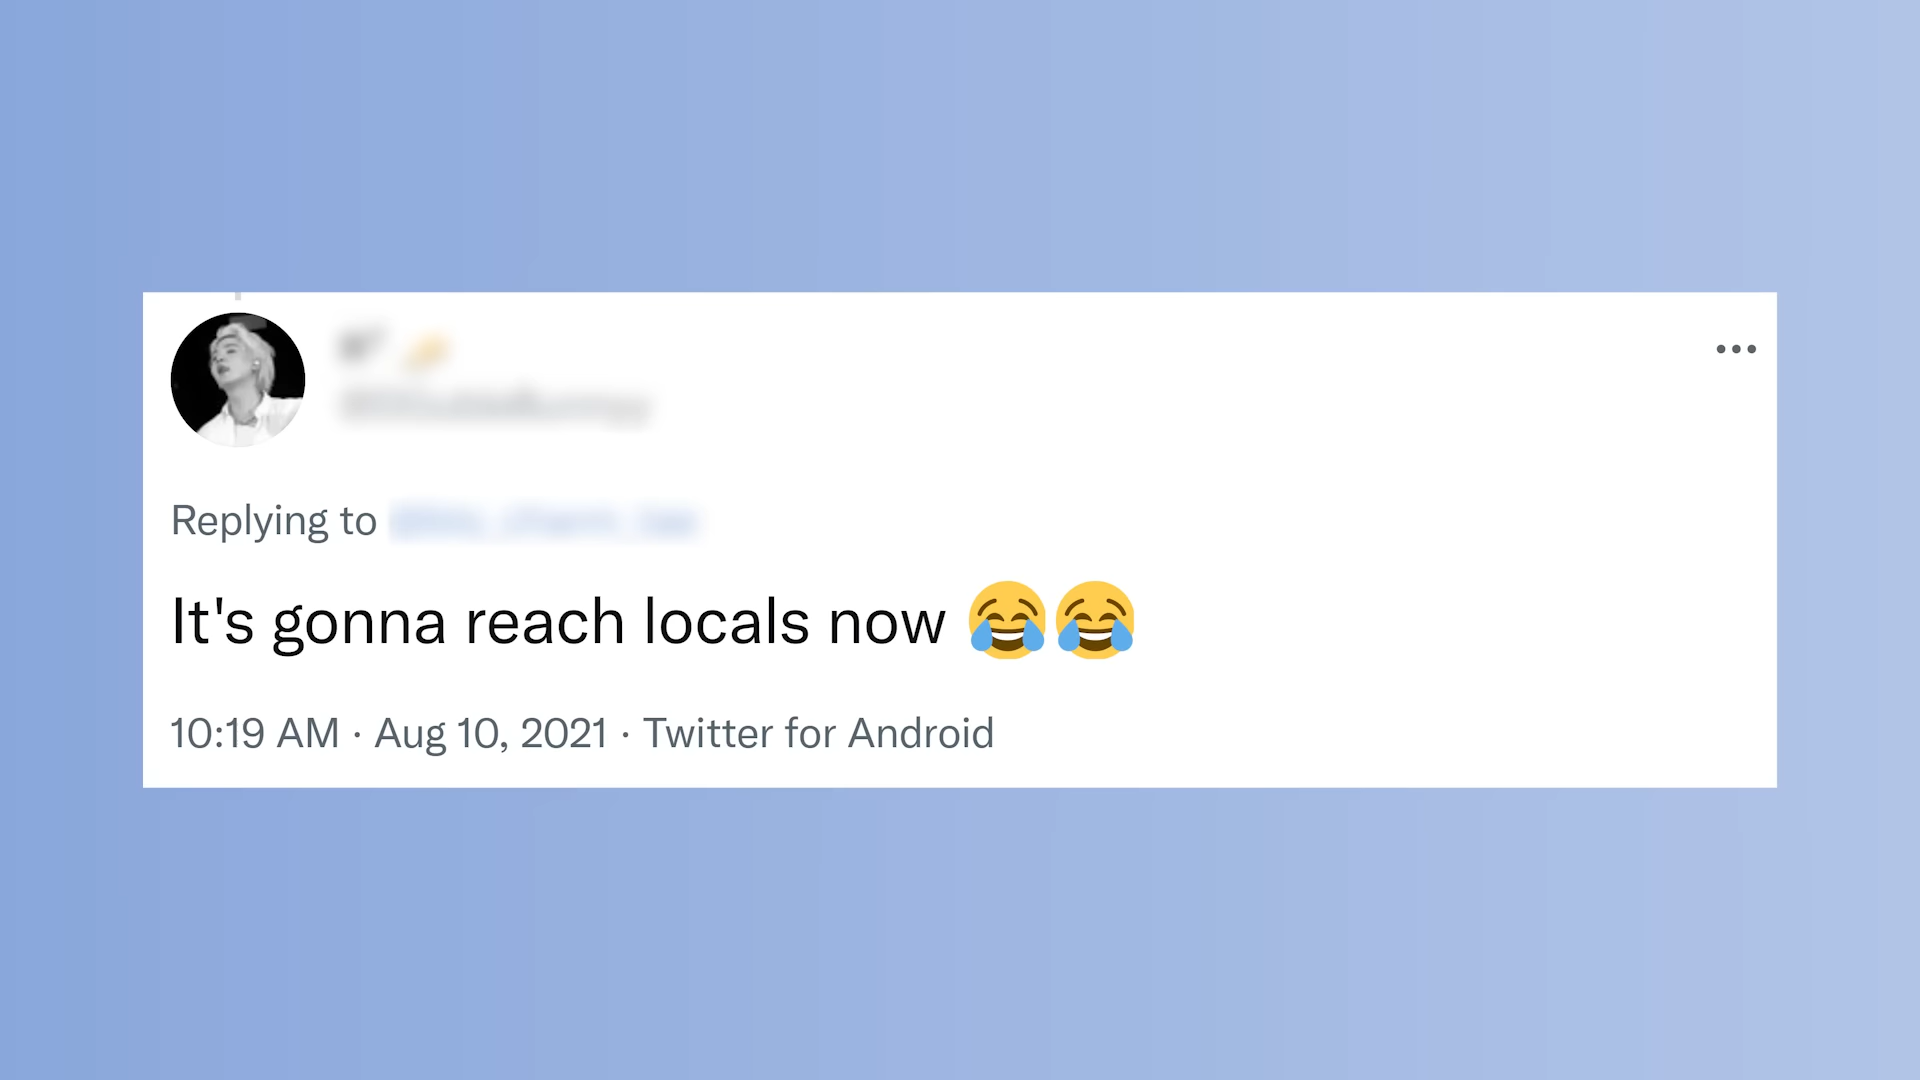 Replying to
It's gonna reach locals now 😂😂
10:19 AM · Aug 10, 2021 · Twitter for Android